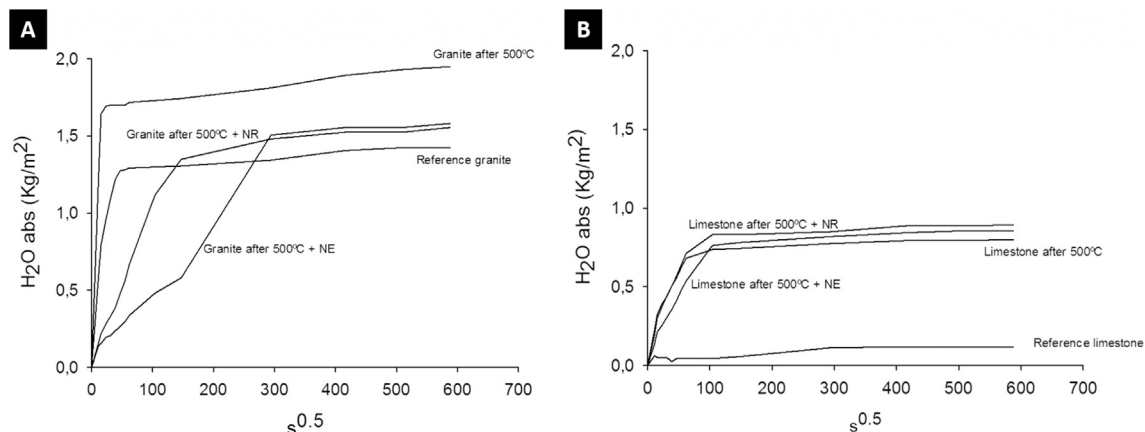 A
H2O abs (Kg/m2)
2,0
1,5
1,0
0,5
0,0
Granite after 500ºC
Granite after 500ºC + NR
Reference granite
Granite after 500ºC + NE
0 100 200 300 400 500 600 700
s0.5
B
H2O abs (Kg/m2)
2,0
1,5
1,0
0,5
0,0
Limestone after 500ºC + NR
Limestone after 500ºC
Limestone after 500ºC + NE
Reference limestone
0 100 200 300 400 500 600 700
s0.5